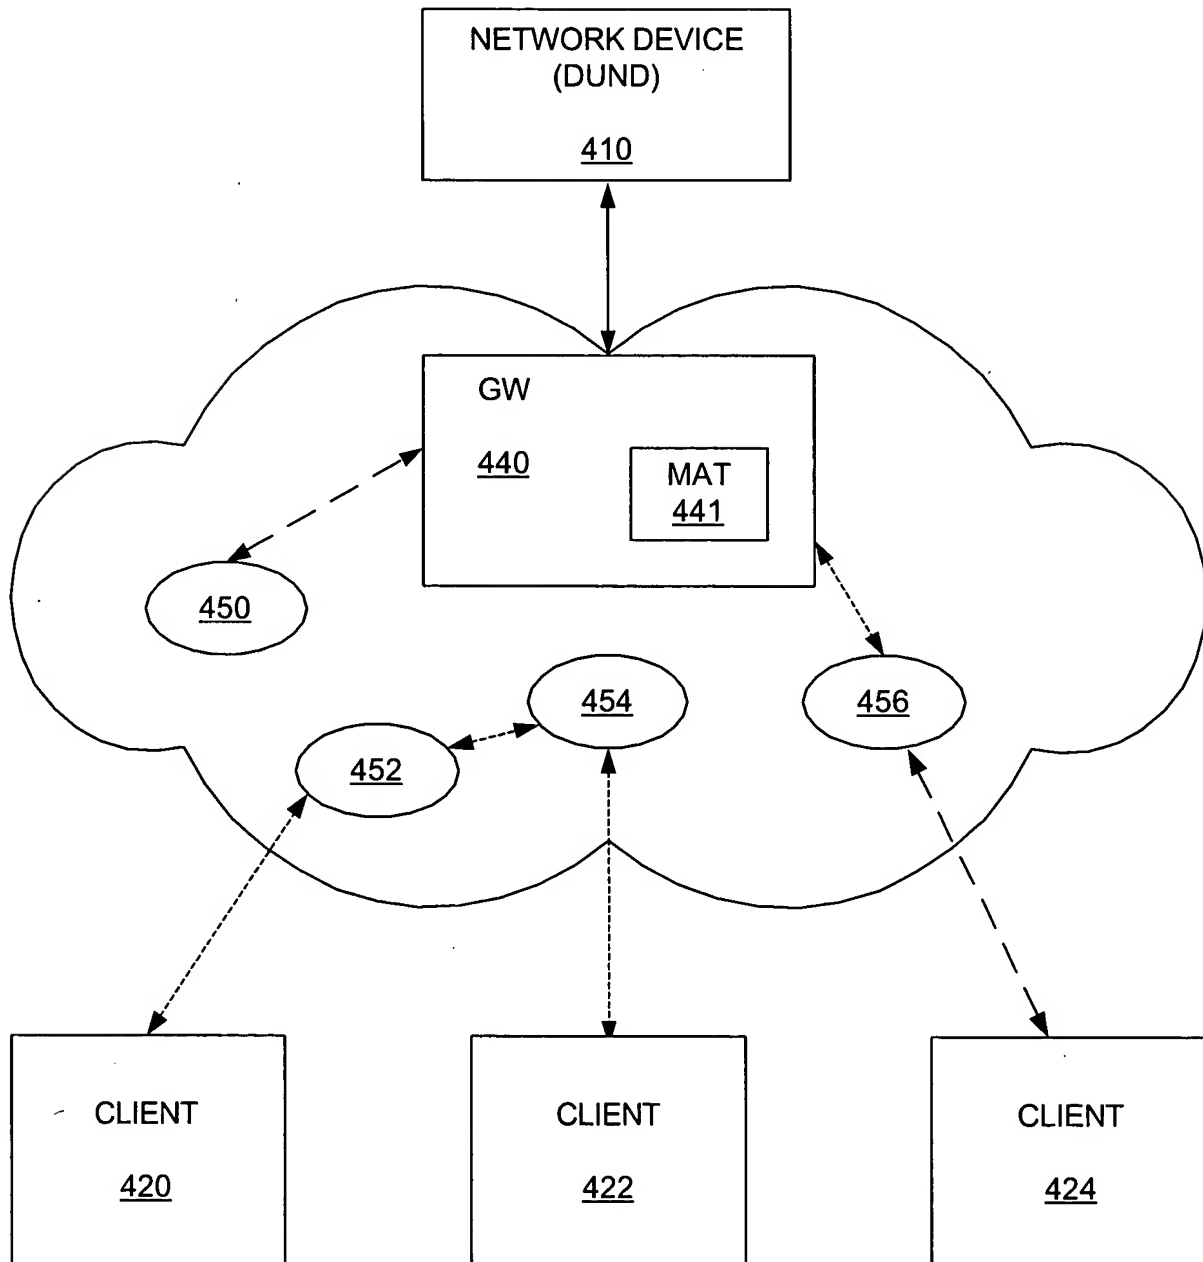 NETWORK DEVICE
(DUND)
410
GW
440
MAT
441
450
454
456
452
CLIENT
420
CLIENT
422
CLIENT
424